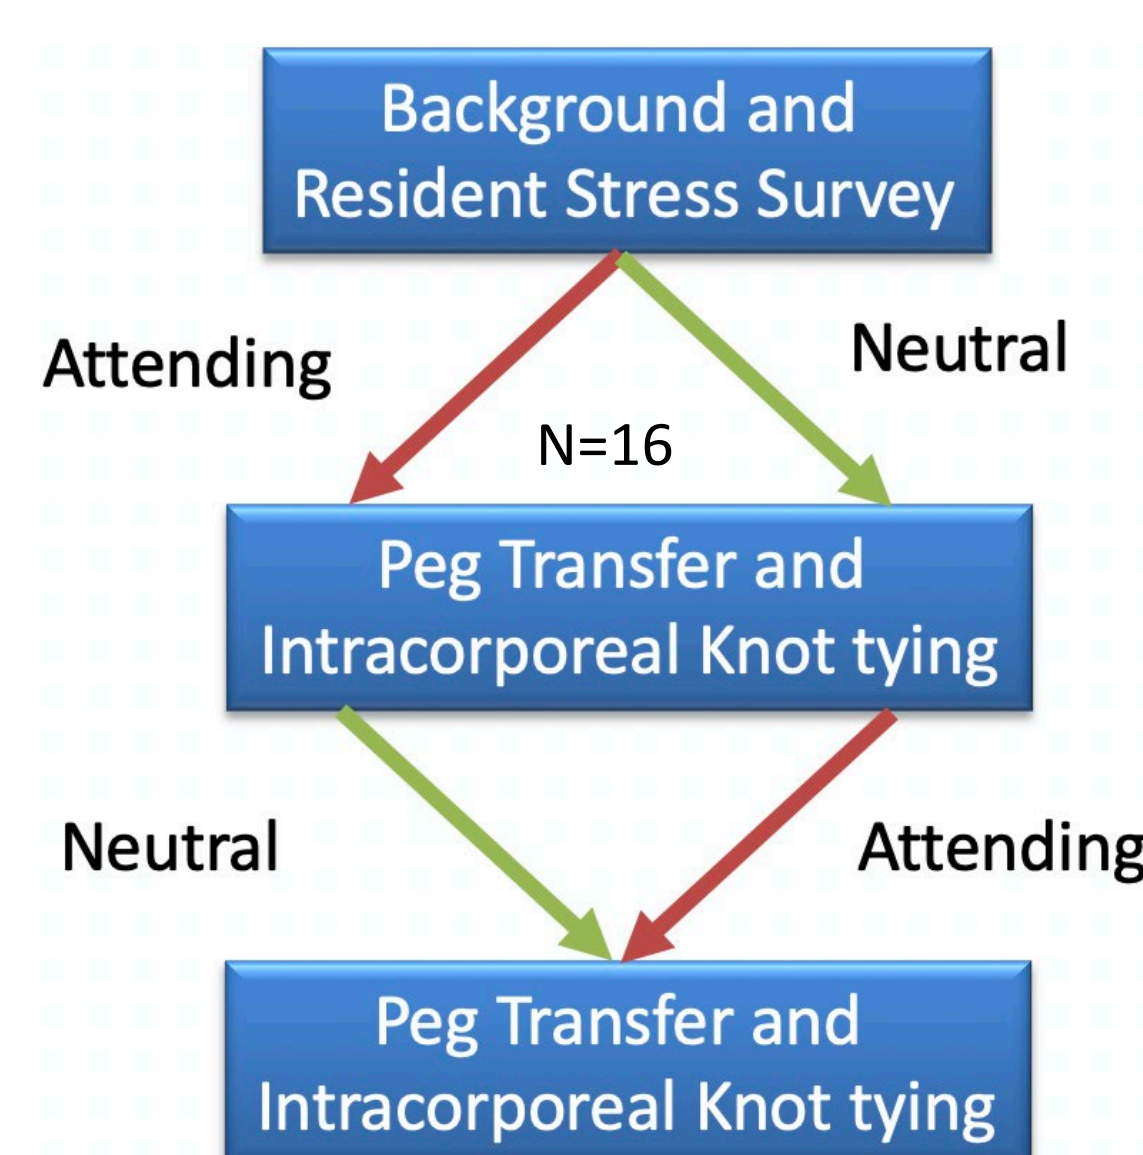 Background and
Resident Stress Survey
Attending
Neutral
N=16
Peg Transfer and
Intracorporeal Knot tying
Neutral
Attending
Peg Transfer and
Intracorporeal Knot tying